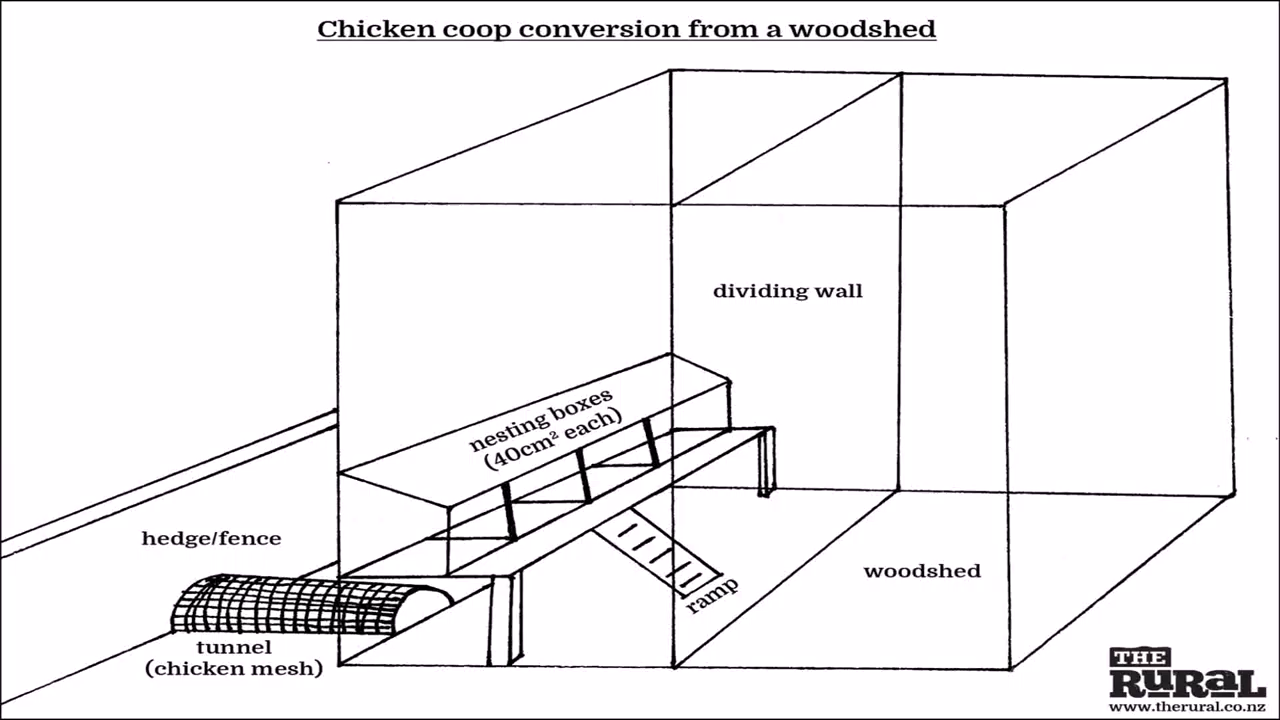 Chicken coop conversion from a woodshed
dividing wall
nesting boxes
(40cm² each)
hedge/fence
woodshed
ramp
tunnel
(chicken mesh)
THE
RURAL
www.therural.co.nz